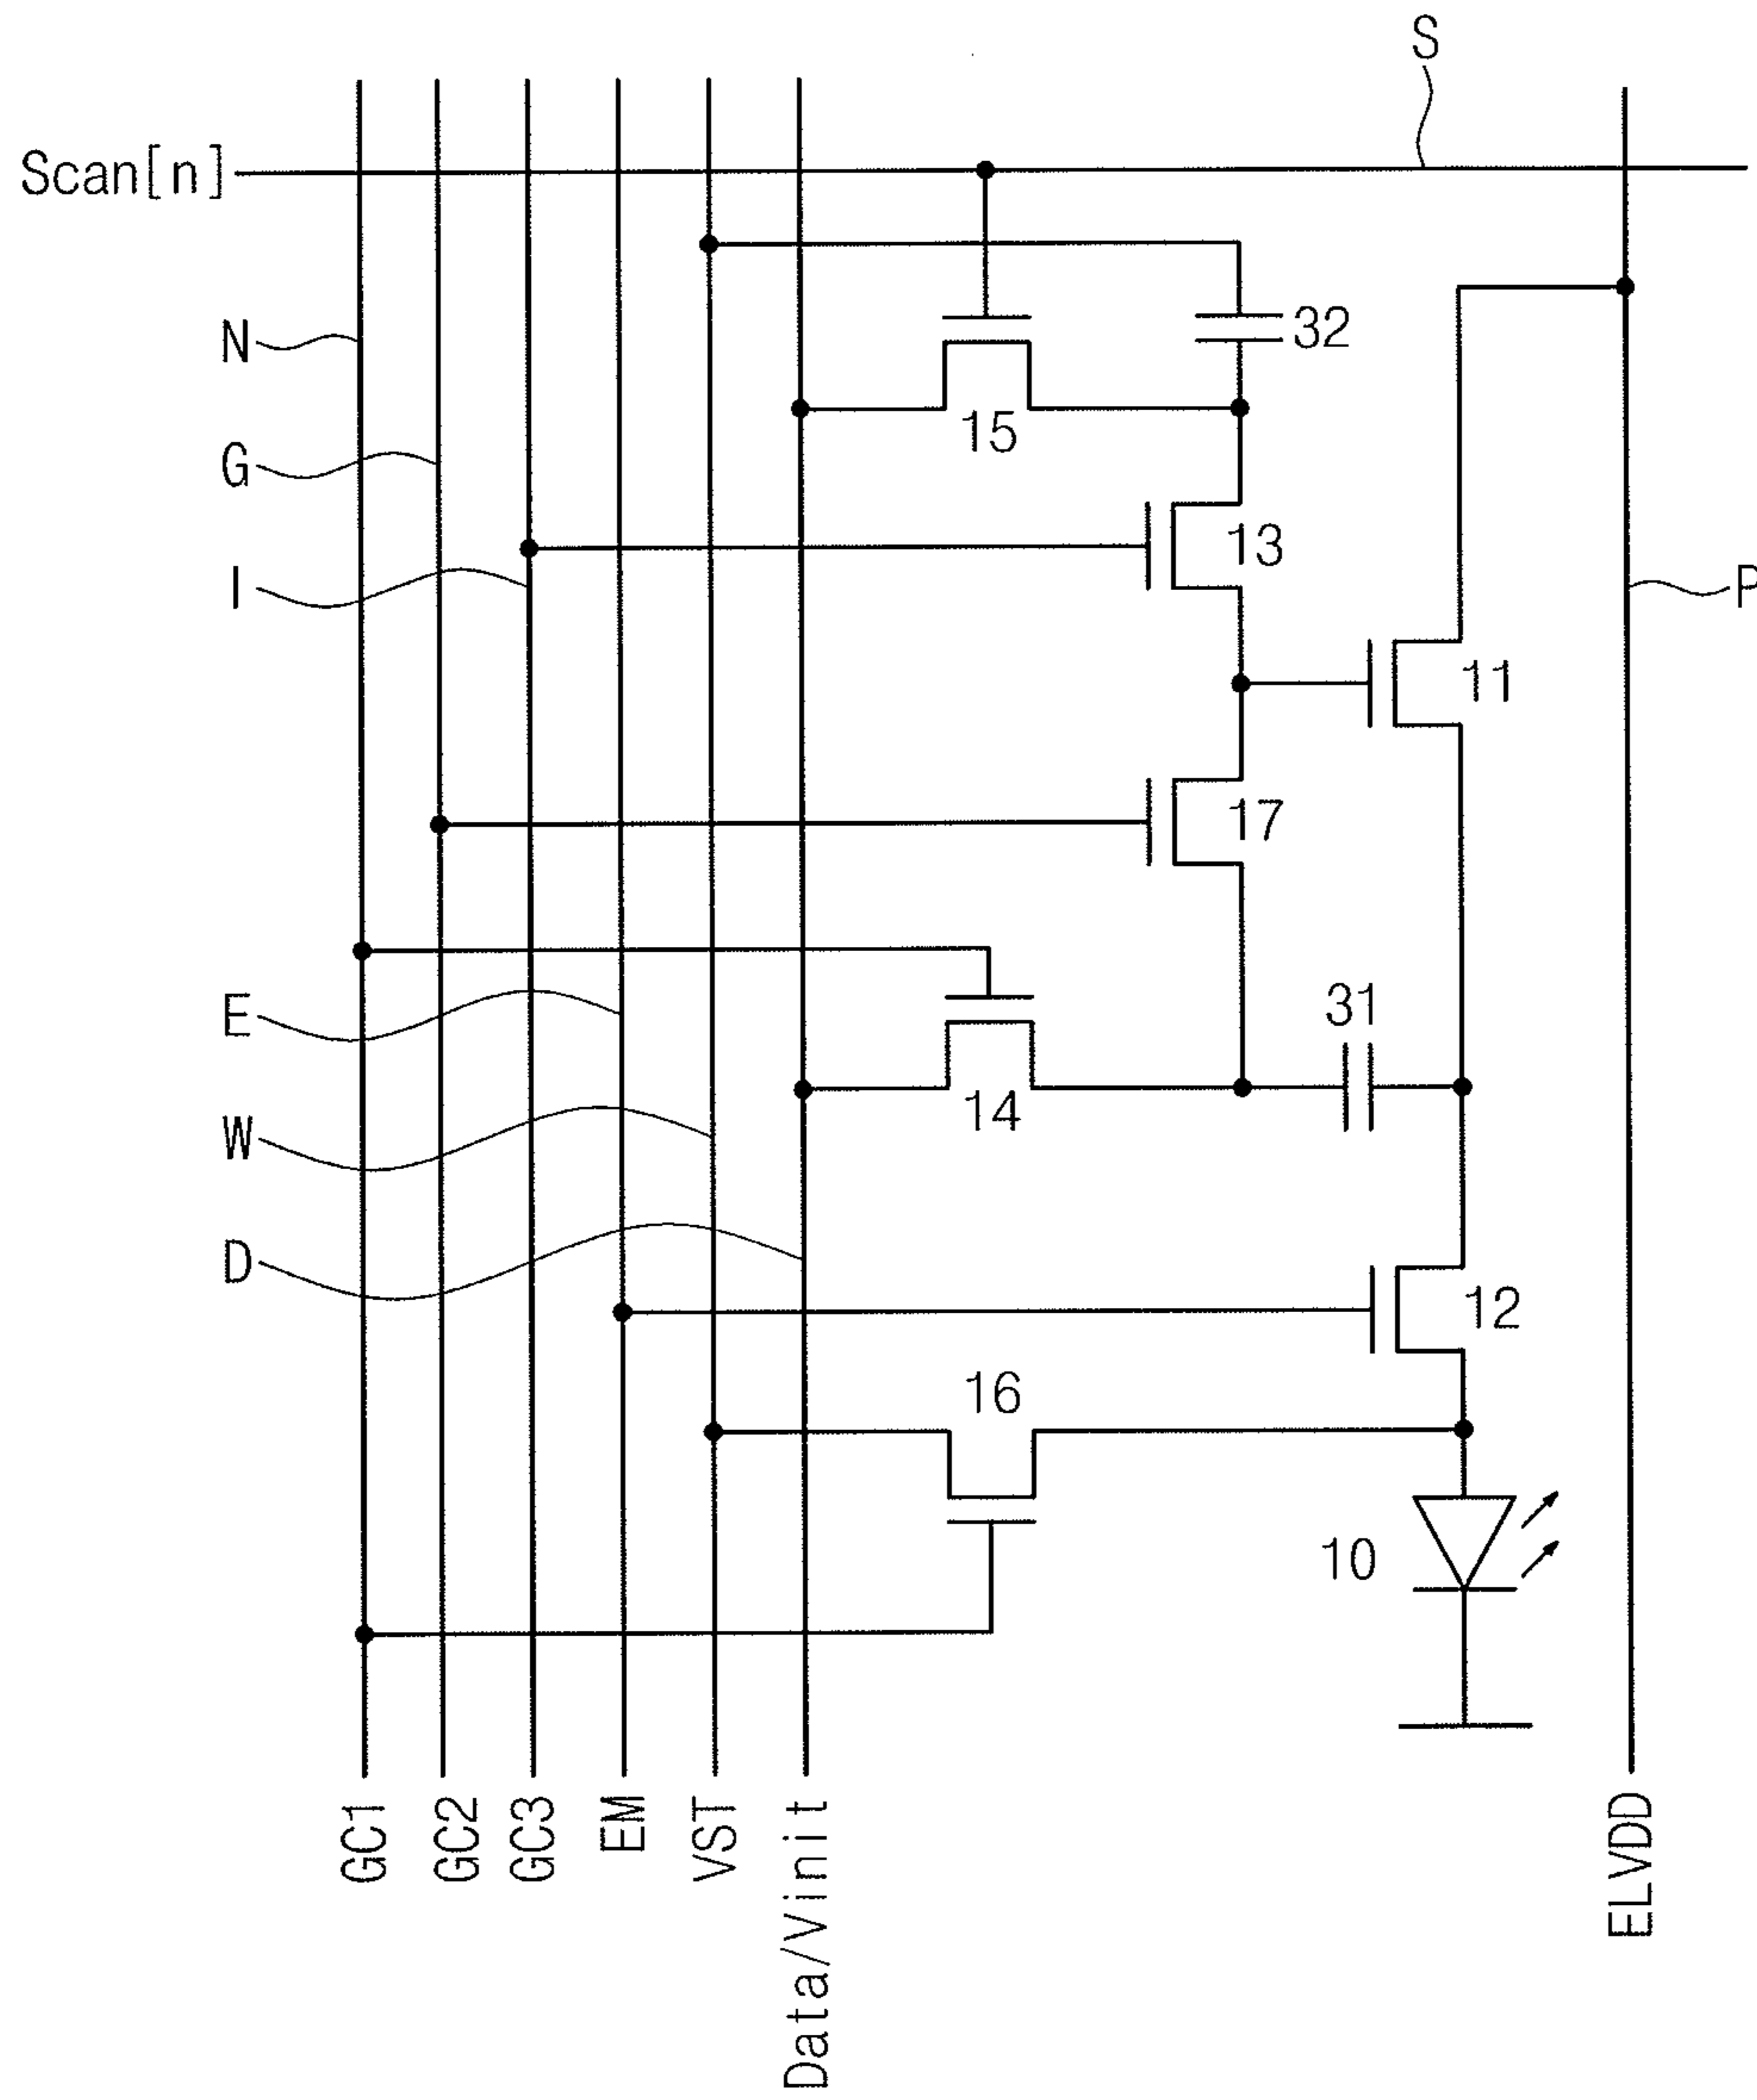 S
Scan[n]
N
32
15
G
13
I
P
11
17
E
31
14
W
D
12
16
10
GC1
GC2
GC3
EM
VST
Data/Vinit
ELVDD